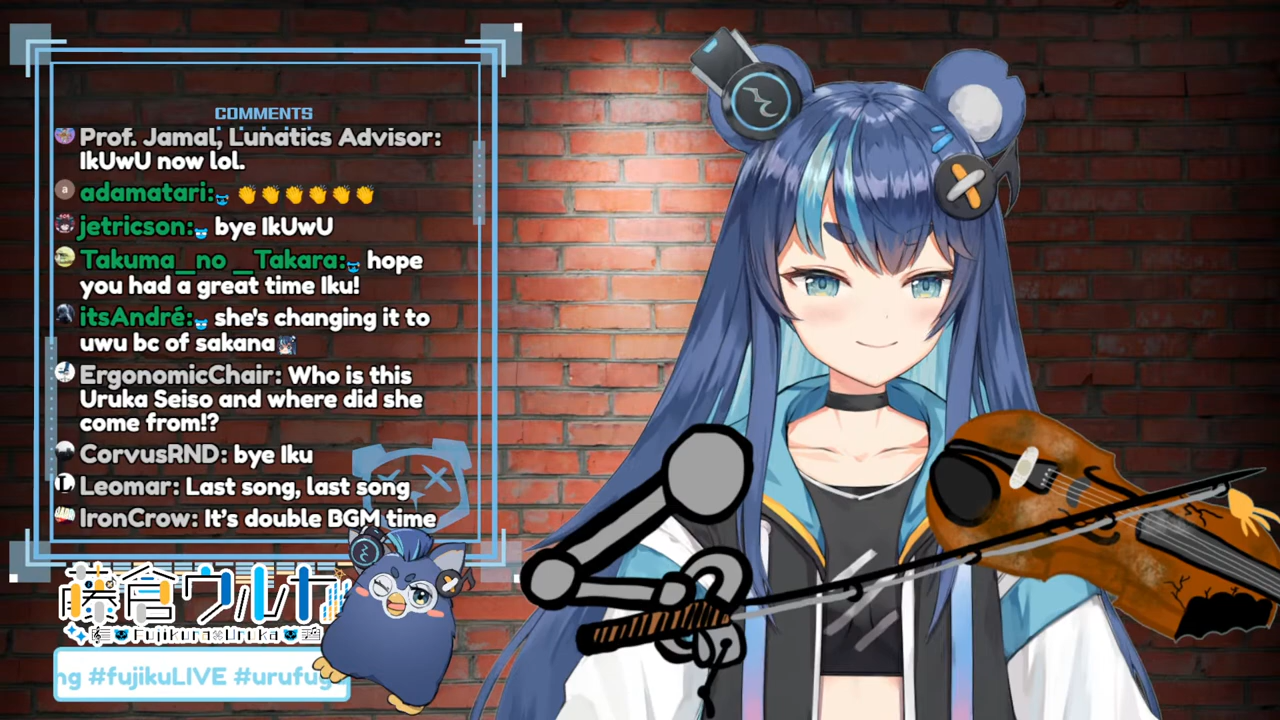 COMMENTS
Prof. Jamal, Lunatics Advisor:
IkUwU now lol.
adamatari: 👏👏👏👏👏👏
jetricson: bye IkUwU
Takuma_no _Takara: hope
you had a great time Iku!
itsAndré: she's changing it to
uwu bc of sakana
ErgonomicChair: Who is this
Uruka Seiso and where did she
come from!?
CorvusRND: bye Iku
Leomar: Last song, last song
IronCrow: It's double BGM time
藤倉ウルカ
Fujikura Uruka
ng #fujikuLIVE #urufug